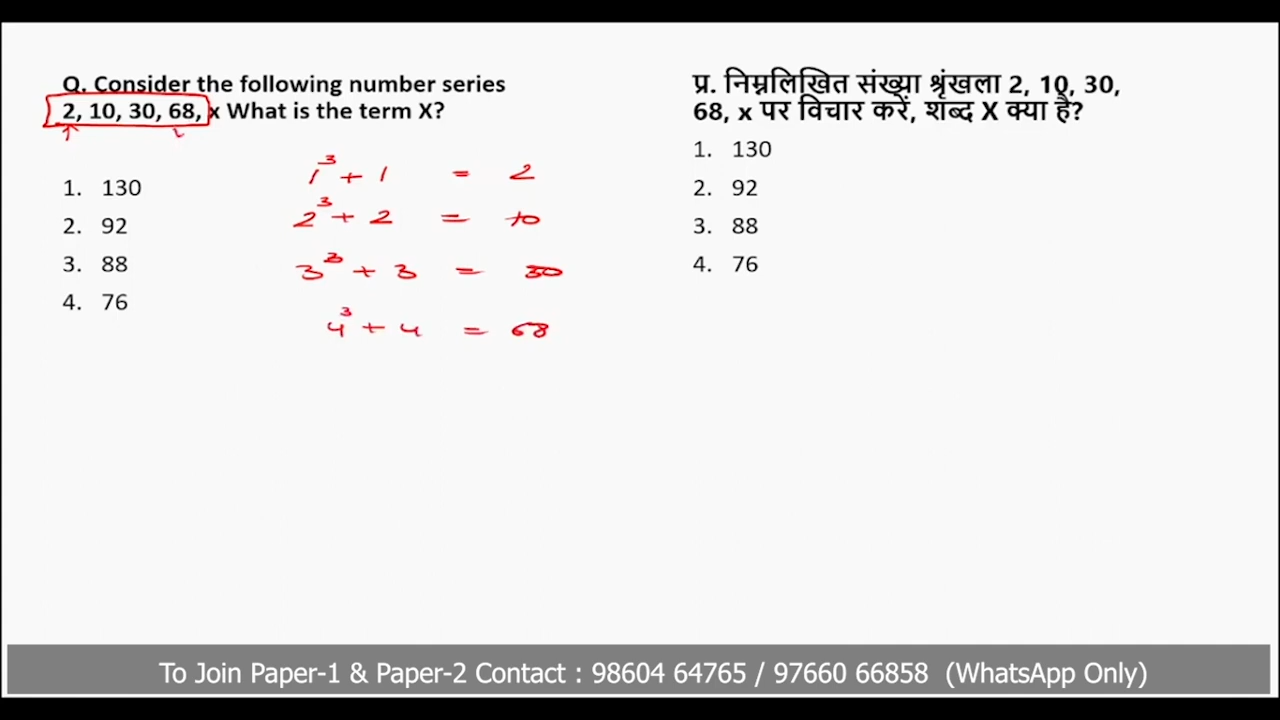 Q. Consider the following number series
2, 10, 30, 68, x What is the term X?
1. 130
2. 92
3. 88
4. 76
1³ + 1 = 2
2³ + 2 = 10
3³ + 3 = 30
4³ + 4 = 68
प्रं. निम्नलिखित संख्या श्रृंखला 2, 10, 30,
68, x पर विचार करें, शब्द X क्या है?
1. 130
2. 92
3. 88
4. 76
To Join Paper-1 & Paper-2 Contact : 98604 64765 / 97660 66858 (WhatsApp Only)